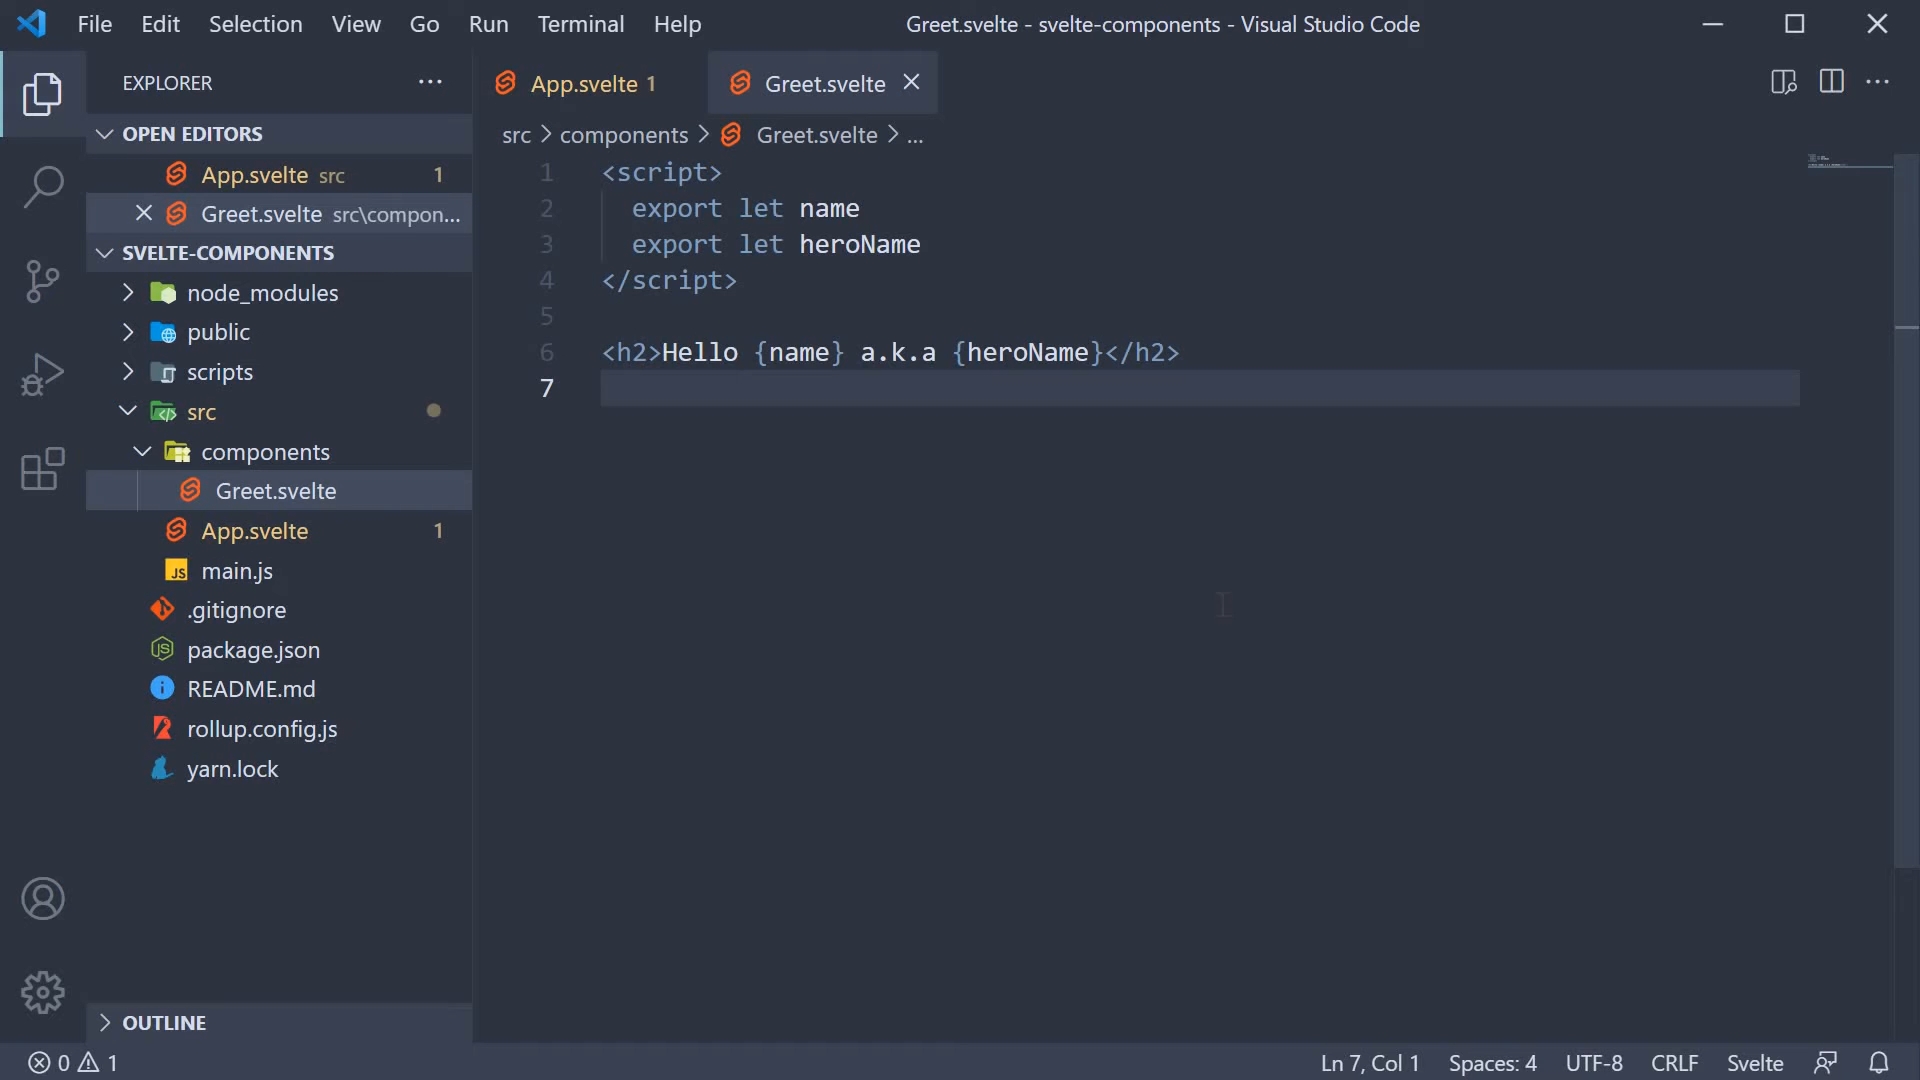 File Edit Selection View Go Run Terminal Help
Greet.svelte - svelte-components - Visual Studio Code
EXPLORER
OPEN EDITORS
App.svelte src 1
Greet.svelte src\compon...
SVELTE-COMPONENTS
node_modules
public
scripts
src
components
Greet.svelte
App.svelte 1
main.js
.gitignore
package.json
README.md
rollup.config.js
yarn.lock
OUTLINE
App.svelte 1
Greet.svelte
src > components > Greet.svelte > ...
1 <script>
2 export let name
3 export let heroName
4 </script>
5
6 <h2>Hello {name} a.k.a {heroName}</h2>
7
0 1
Ln 7, Col 1 Spaces: 4 UTF-8 CRLF Svelte